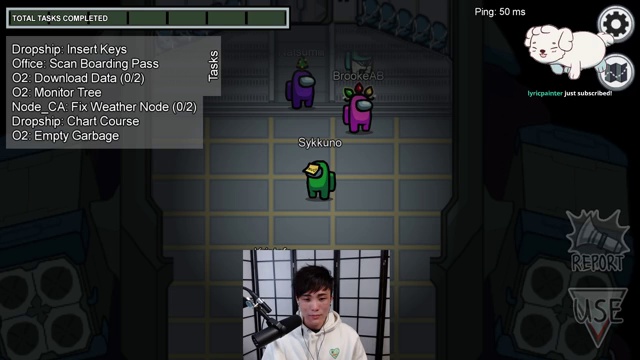 TOTAL TASKS COMPLETED
Ping: 50 ms
Dropship: Insert Keys
Office: Scan Boarding Pass
O2: Download Data (0/2)
O2: Monitor Tree
Node_CA: Fix Weather Node (0/2)
Dropship: Chart Course
O2: Empty Garbage
Tasks
BrookeAB
lyricpainter just subscribed!
Sykkuno
REPORT
USE